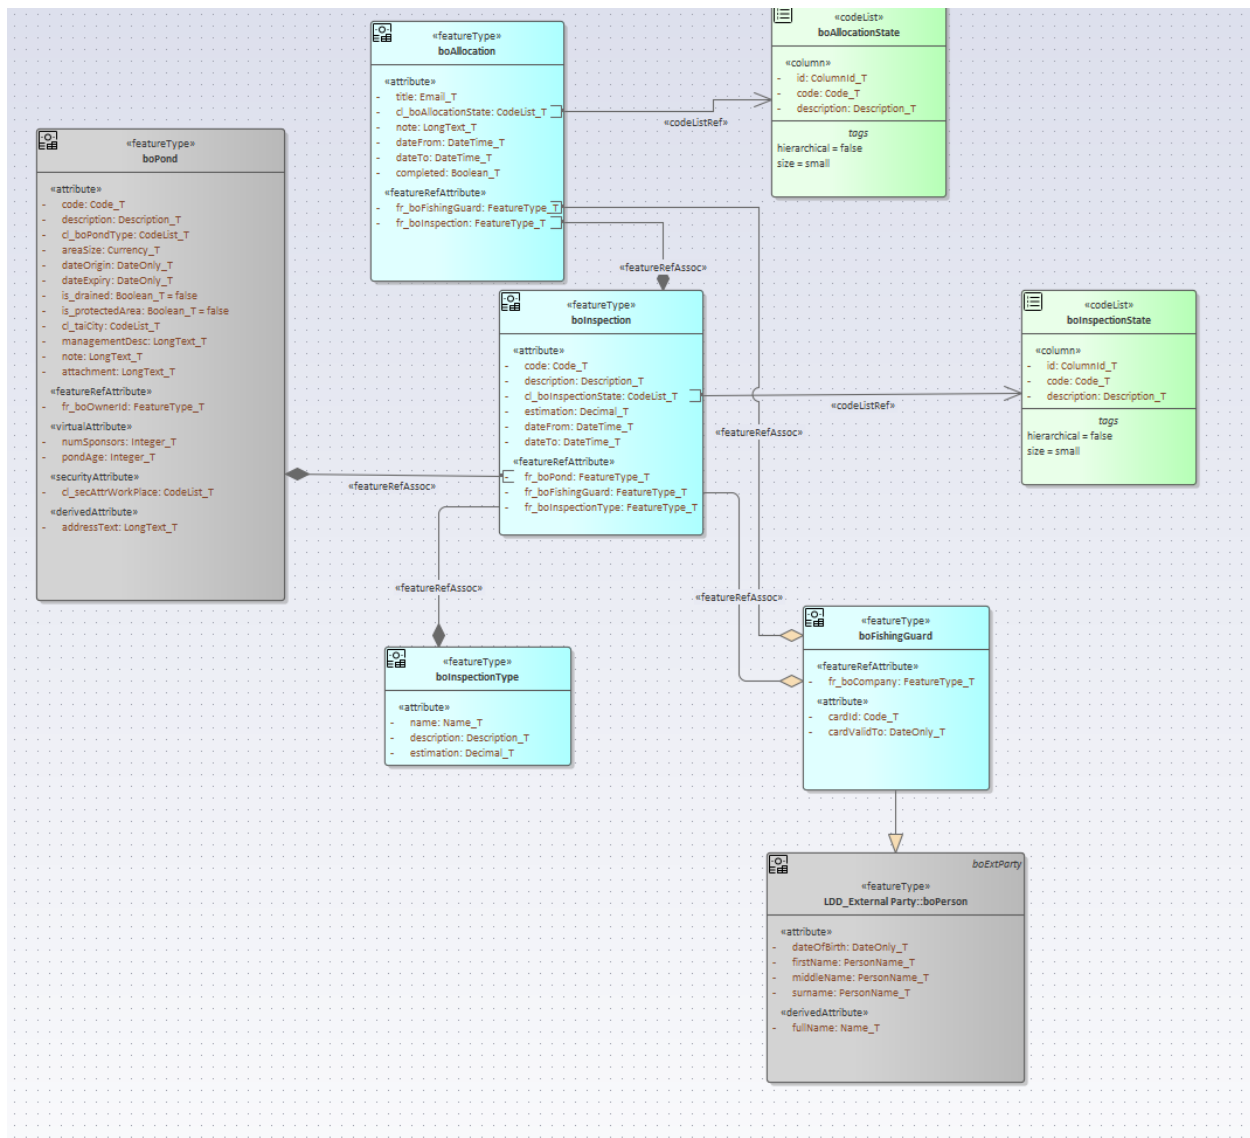 «codeList»
boAllocationState
«column»
- id: ColumnId_T
- code: Code_T
- description: Description_T
tags
hierarchical = false
size = small
«featureType»
boAllocation
«attribute»
- title: Email_T
- cl_boAllocationState: CodeList_T
- note: LongText_T
- dateFrom: DateTime_T
- dateTo: DateTime_T
- completed: Boolean_T
«featureRefAttribute»
- fr_boFishingGuard: FeatureType_T
- fr_boInspection: FeatureType_T
«codeListRef»
«featureRefAssoc»
«featureType»
boPond
«attribute»
- code: Code_T
- description: Description_T
- cl_boPondType: CodeList_T
- areaSize: Currency_T
- dateOrigin: DateOnly_T
- dateExpiry: DateOnly_T
- is_drained: Boolean_T = false
- is_protectedArea: Boolean_T = false
- cl_taiCity: CodeList_T
- managementDesc: LongText_T
- note: LongText_T
- attachment: LongText_T
«featureRefAttribute»
- fr_boOwnerId: FeatureType_T
«virtualAttribute»
- numSponsors: Integer_T
- pondAge: Integer_T
«securityAttribute»
- cl_secAttrWorkPlace: CodeList_T
«derivedAttribute»
- addressText: LongText_T
«featureType»
boInspection
«attribute»
- code: Code_T
- description: Description_T
- cl_boInspectionState: CodeList_T
- estimation: Decimal_T
- dateFrom: DateTime_T
- dateTo: DateTime_T
«featureRefAttribute»
- fr_boPond: FeatureType_T
- fr_boFishingGuard: FeatureType_T
- fr_boInspectionType: FeatureType_T
«codeList»
boInspectionState
«column»
- id: ColumnId_T
- code: Code_T
- description: Description_T
tags
hierarchical = false
size = small
«codeListRef»
«featureRefAssoc»
«featureRefAssoc»
«featureRefAssoc»
«featureRefAssoc»
«featureType»
boInspectionType
«attribute»
- name: Name_T
- description: Description_T
- estimation: Decimal_T
«featureType»
boFishingGuard
«featureRefAttribute»
- fr_boCompany: FeatureType_T
«attribute»
- cardId: Code_T
- cardValidTo: DateOnly_T
boExtParty
«featureType»
LDD_External Party::boPerson
«attribute»
- dateOfBirth: DateOnly_T
- firstName: PersonName_T
- middleName: PersonName_T
- surname: PersonName_T
«derivedAttribute»
- fullName: Name_T